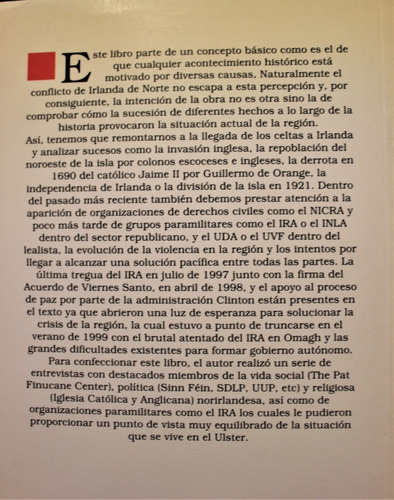 Este libro parte de un concepto básico como es el de
que cualquier acontecimiento histórico está
motivado por diversas causas, Naturalmente el
conflicto de Irlanda de Norte no escapa a esta percepción y, por
consiguiente, la intención de la obra no es otra sino la de
comprobar cómo la sucesión de diferentes hechos a lo largo de la
historia provocaron la situación actual de la región.
Así, tenemos que remontarnos a la llegada de los celtas a Irlanda
y analizar sucesos como la invasión inglesa, la repoblación del
noroeste de la isla por colonos escoceses e ingleses, la derrota en
1690 del católico Jaime II por Guillermo de Orange, la
independencia de Irlanda o la división de la isla en 1921. Dentro
del pasado más reciente también debemos prestar atención a la
aparición de organizaciones de derechos civiles como el NICRA y
poco más tarde de grupos paramilitares como el IRA o el INLA
dentro del sector republicano, y el UDA o el UVF dentro del
lealista, la evolución de la violencia en la región y los intentos por
llegar a alcanzar una solución pacífica entre todas las partes. La
última tregua del IRA en julio de 1997 junto con la firma del
Acuerdo de Viernes Santo, en abril de 1998, y el apoyo al proceso
de paz por parte de la administración Clinton están presentes en
el texto ya que abrieron una luz de esperanza para solucionar la
crisis de la región, la cual estuvo a punto de truncarse en el
verano de 1999 con el brutal atentado del IRA en Omagh y las
grandes dificultades existentes para formar gobierno autónomo.
Para confeccionar este libro, el autor realizó un serie de
entrevistas con destacados miembros de la vida social (The Pat
Finucane Center), política (Sinn Féin, SDLP, UUP, etc) y religiosa
(Iglesia Católica y Anglicana) norirlandesa, así como de
organizaciones paramilitares como el IRA los cuales le pudieron
proporcionar un punto de vista muy equilibrado de la situación
que se vive en el Ulster.